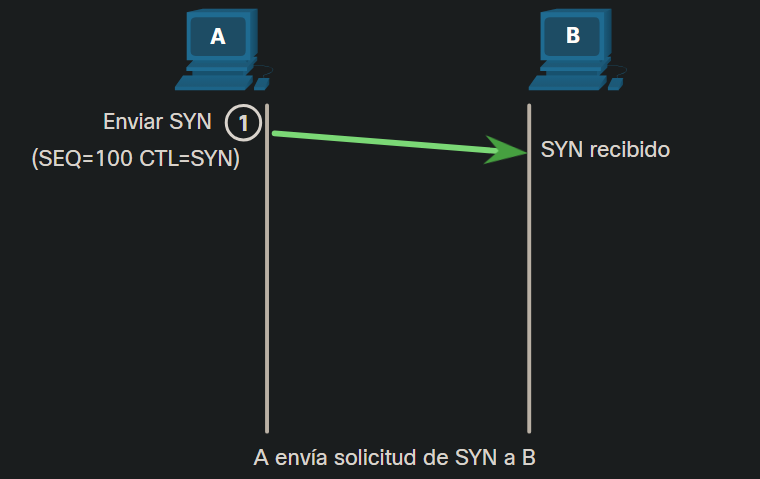 A
B
Enviar SYN 1
(SEQ=100 CTL=SYN)
SYN recibido
A envía solicitud de SYN a B